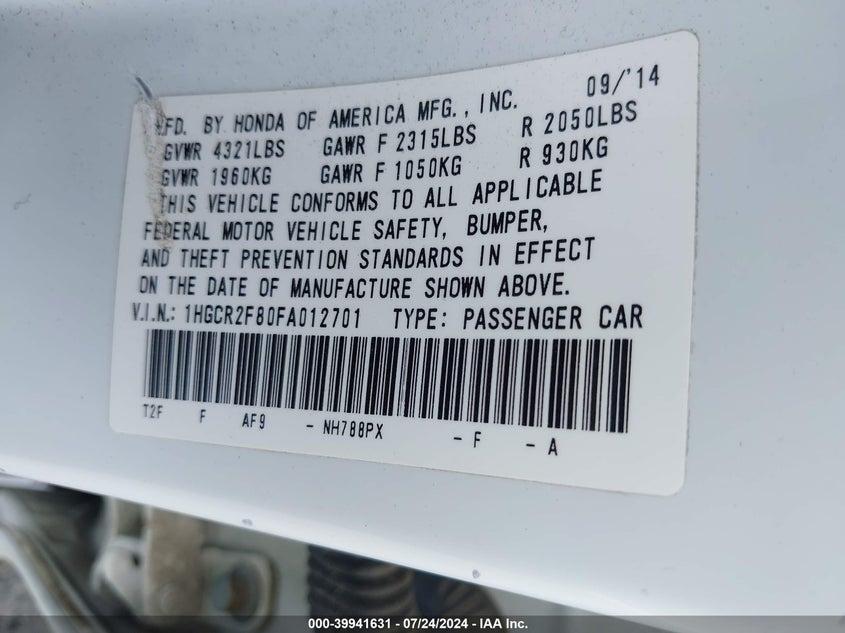 09/'14
MFD. BY HONDA OF AMERICA MFG., INC.
GVWR 4321LBS GAWR F 2315LBS R 2050LBS
GVWR 1960KG GAWR F 1050KG R 930KG
THIS VEHICLE CONFORMS TO ALL APPLICABLE
FEDERAL MOTOR VEHICLE SAFETY, BUMPER,
AND THEFT PREVENTION STANDARDS IN EFFECT
ON THE DATE OF MANUFACTURE SHOWN ABOVE.
V.I.N.: 1HGCR2F80FA012701 TYPE: PASSENGER CAR
T2F F AF9 - NH788PX - F - A
000-39941631 / 07/24/2024 - IAA Inc.